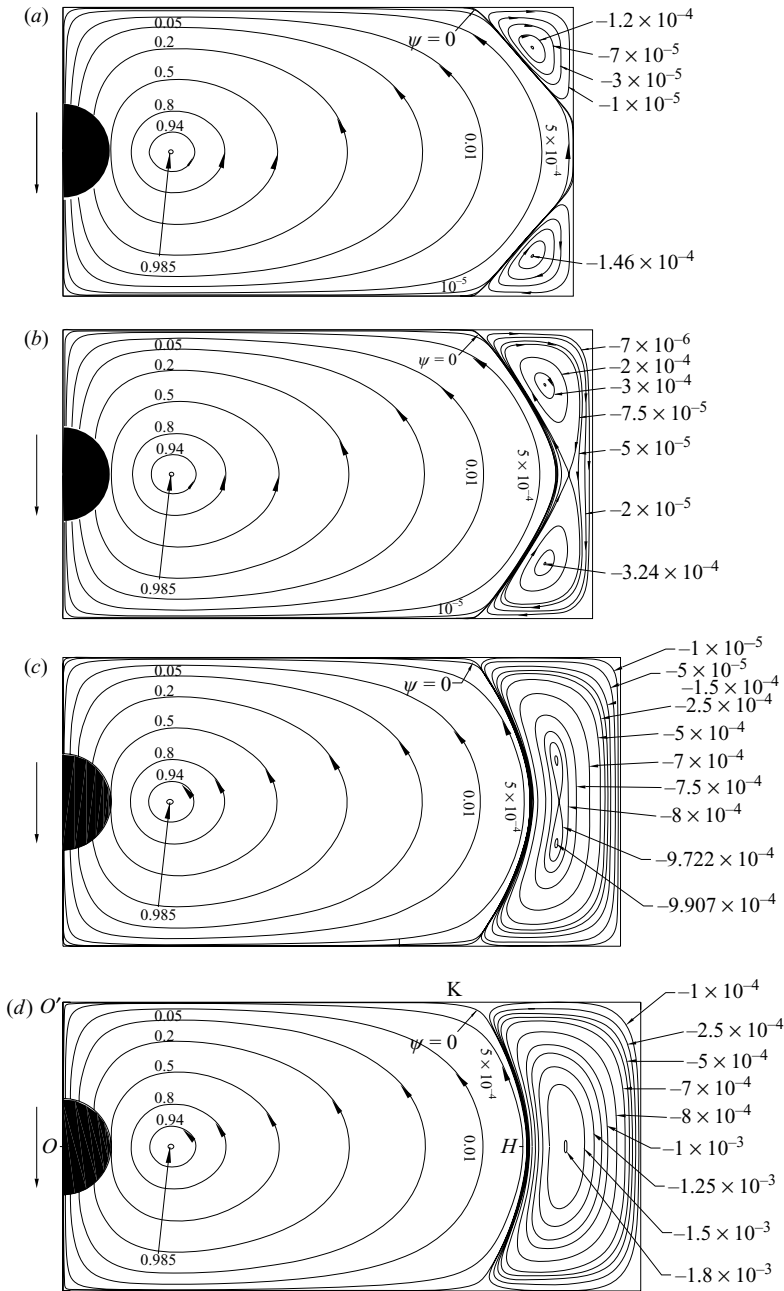 (a)
0.05
0.2
0.5
0.8
0.94
0.985
ψ = 0
0.01
5 × 10⁻⁴
10⁻⁵
−1.2 × 10⁻⁴
−7 × 10⁻⁵
−3 × 10⁻⁵
−1 × 10⁻⁵
−1.46 × 10⁻⁴
(b)
0.05
0.2
0.5
0.8
0.94
0.985
ψ = 0
0.01
5 × 10⁻⁴
10⁻⁵
−7 × 10⁻⁶
−2 × 10⁻⁴
−3 × 10⁻⁴
−7.5 × 10⁻⁵
−5 × 10⁻⁵
−2 × 10⁻⁵
−3.24 × 10⁻⁴
(c)
0.05
0.2
0.5
0.8
0.94
0.985
ψ = 0
0.01
5 × 10⁻⁴
−1 × 10⁻⁵
−5 × 10⁻⁵
−1.5 × 10⁻⁴
−2.5 × 10⁻⁴
−5 × 10⁻⁴
−7 × 10⁻⁴
−7.5 × 10⁻⁴
−8 × 10⁻⁴
−9.722 × 10⁻⁴
−9.907 × 10⁻⁴
(d) O′
K
0.05
0.2
0.5
0.8
0.94
O
0.985
ψ = 0
0.01
5 × 10⁻⁴
H
−1 × 10⁻⁴
−2.5 × 10⁻⁴
−5 × 10⁻⁴
−7 × 10⁻⁴
−8 × 10⁻⁴
−1 × 10⁻³
−1.25 × 10⁻³
−1.5 × 10⁻³
−1.8 × 10⁻³